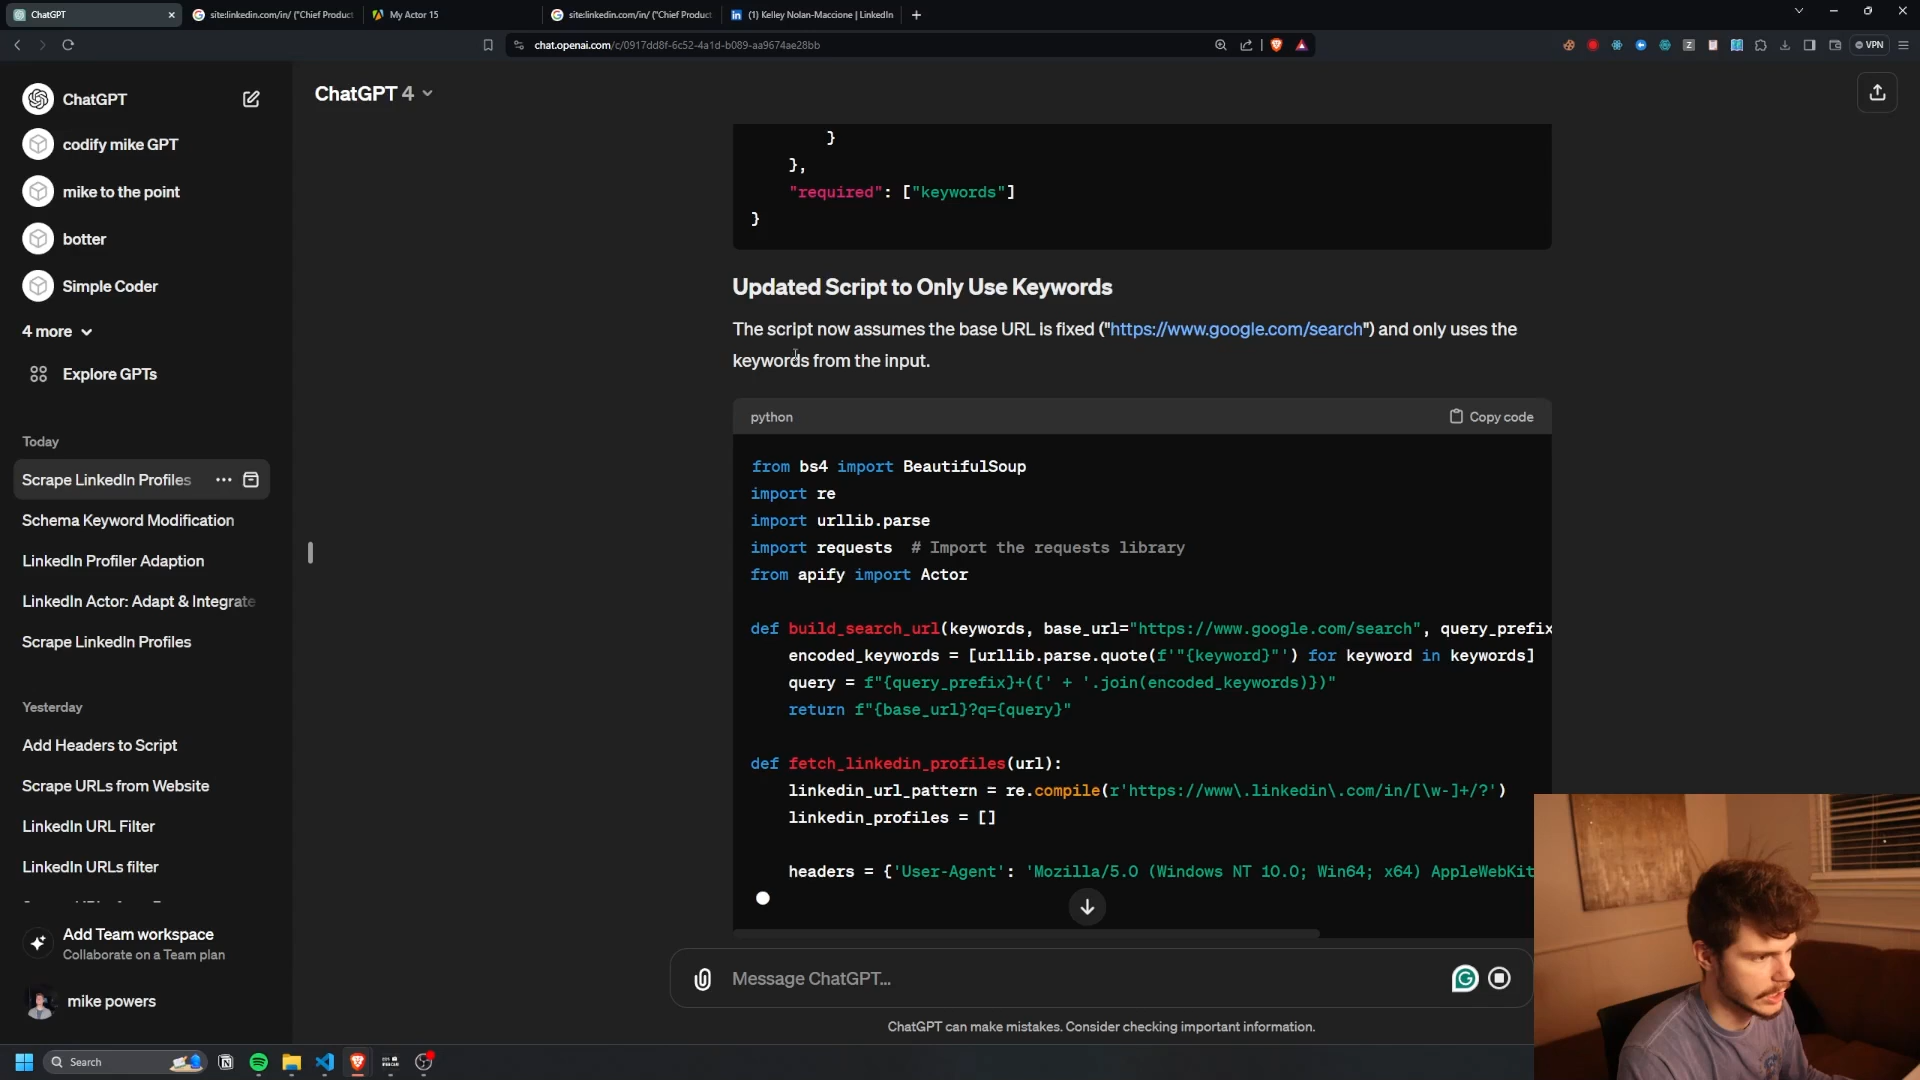 ChatGPT
site:linkedin.com/in/ ("Chief Product
My Actor 15
site:linkedin.com/in/ ("Chief Product
(1) Kelley Nolan-Maccione | LinkedIn
chat.openai.com/c/0917dd8f-6c52-4a1d-b089-aa9674ae28bb
VPN
ChatGPT
codify mike GPT
mike to the point
botter
Simple Coder
4 more
Explore GPTs
Today
Scrape LinkedIn Profiles
Schema Keyword Modification
LinkedIn Profiler Adaption
LinkedIn Actor: Adapt & Integrate
Scrape LinkedIn Profiles
Yesterday
Add Headers to Script
Scrape URLs from Website
LinkedIn URL Filter
LinkedIn URLs filter
Add Team workspace
Collaborate on a Team plan
mike powers
ChatGPT 4
}
},
"required": ["keywords"]
}
Updated Script to Only Use Keywords
The script now assumes the base URL is fixed ("https://www.google.com/search") and only uses the
keywords from the input.
python
Copy code
from bs4 import BeautifulSoup
import re
import urllib.parse
import requests  # Import the requests library
from apify import Actor
def build_search_url(keywords, base_url="https://www.google.com/search", query_prefix
encoded_keywords = [urllib.parse.quote(f'"{keyword}"') for keyword in keywords]
query = f"{query_prefix}+({' + '.join(encoded_keywords)})"
return f"{base_url}?q={query}"
def fetch_linkedin_profiles(url):
linkedin_url_pattern = re.compile(r'https://www\.linkedin\.com/in/[\w-]+/?')
linkedin_profiles = []
headers = {'User-Agent': 'Mozilla/5.0 (Windows NT 10.0; Win64; x64) AppleWebKit
Message ChatGPT...
ChatGPT can make mistakes. Consider checking important information.
Search